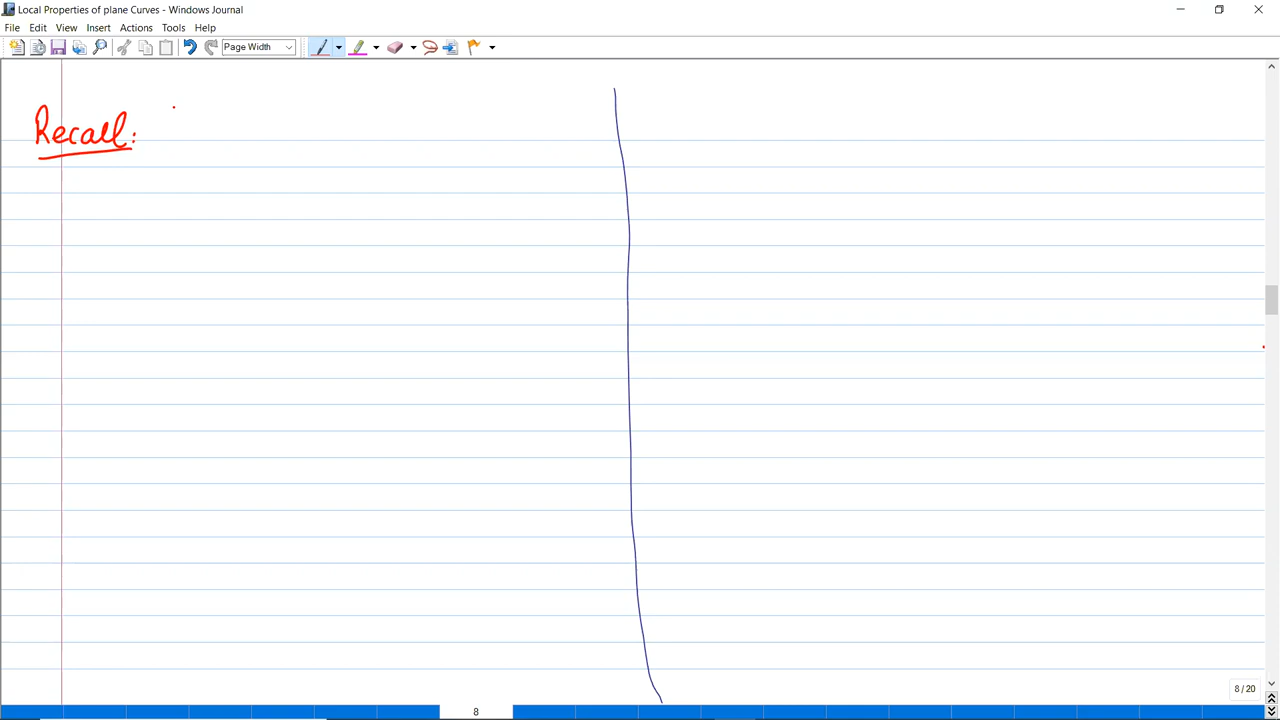 Local Properties of plane Curves - Windows Journal
File Edit View Insert Actions Tools Help
Page Width
Recall:
8 / 20
8